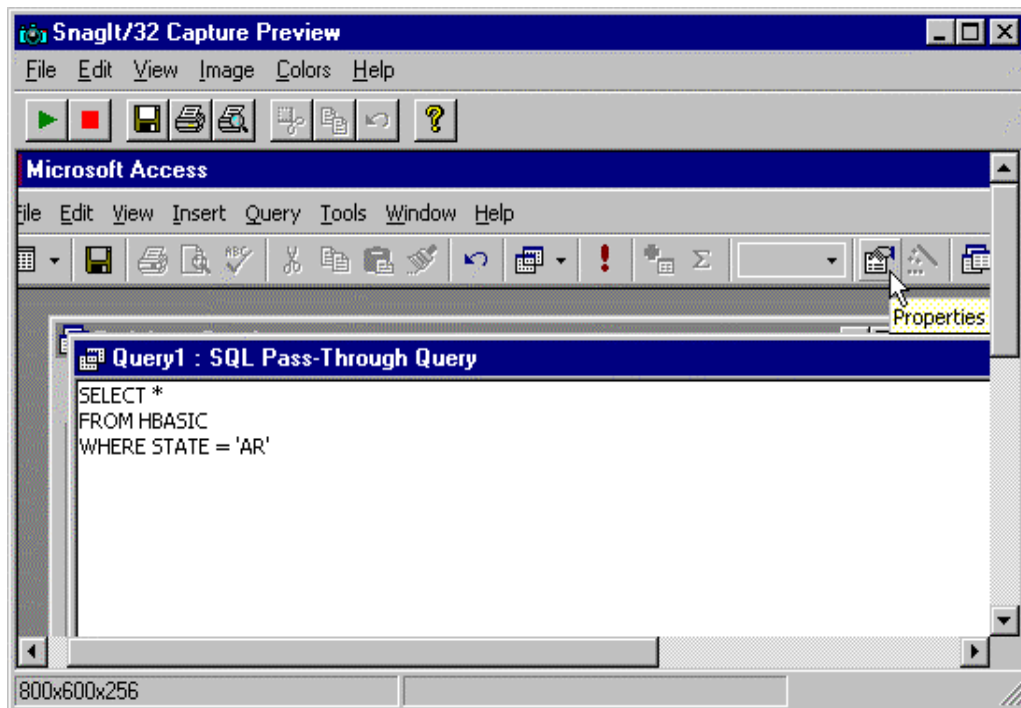 SnagIt/32 Capture Preview
File Edit View Image Colors Help
Microsoft Access
File Edit View Insert Query Tools Window Help
ABC
Properties
Query1 : SQL Pass-Through Query
SELECT *
FROM HBASIC
WHERE STATE = 'AR'
800x600x256